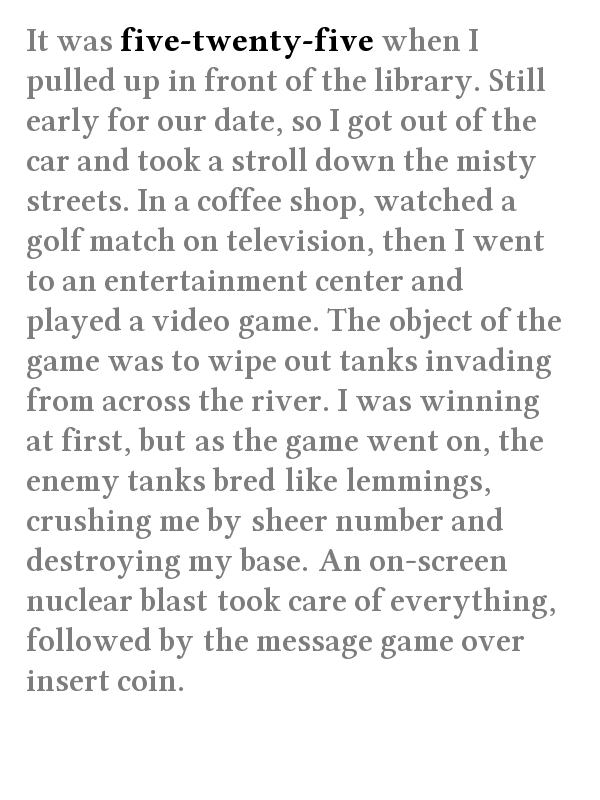 It was five-twenty-five when I
pulled up in front of the library. Still
early for our date, so I got out of the
car and took a stroll down the misty
streets. In a coffee shop, watched a
golf match on television, then I went
to an entertainment center and
played a video game. The object of the
game was to wipe out tanks invading
from across the river. I was winning
at first, but as the game went on, the
enemy tanks bred like lemmings,
crushing me by sheer number and
destroying my base. An on-screen
nuclear blast took care of everything,
followed by the message game over
insert coin.